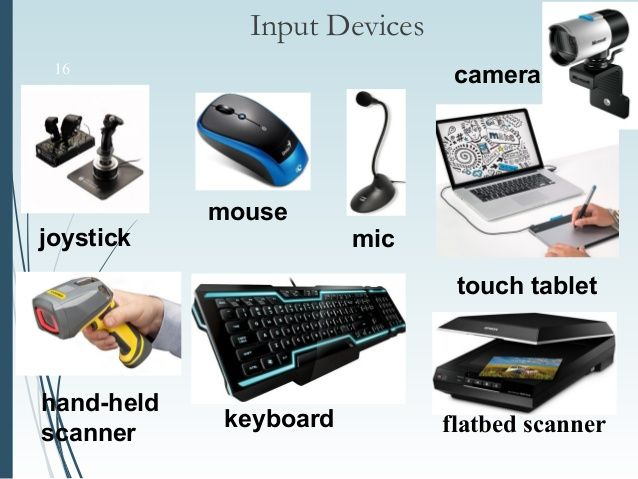 Input Devices
16
camera
joystick
mouse
mic
touch tablet
hand-held
scanner
keyboard
flatbed scanner